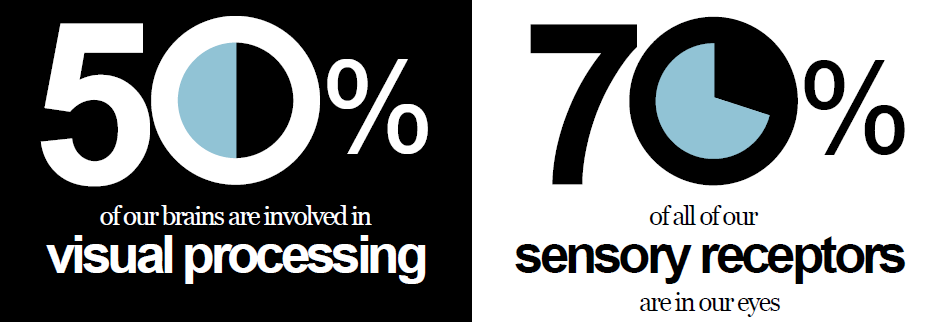 50%
of our brains are involved in
visual processing
70%
of all of our
sensory receptors
are in our eyes